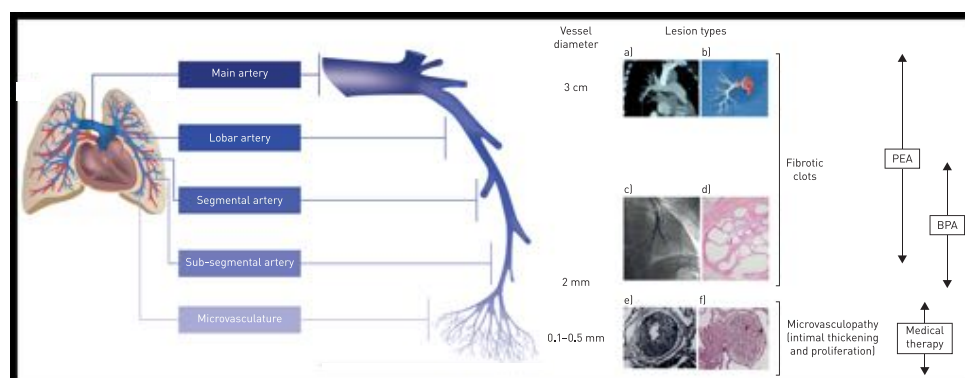 Vessel
diameter
Lesion types
a)
b)
Main artery
3 cm
Lobar artery
PEA
Fibrotic
clots
Segmental artery
c)
d)
BPA
Sub-segmental artery
2 mm
e)
f)
Microvasculature
0.1–0.5 mm
Microvasculopathy
(intimal thickening
and proliferation)
Medical
therapy